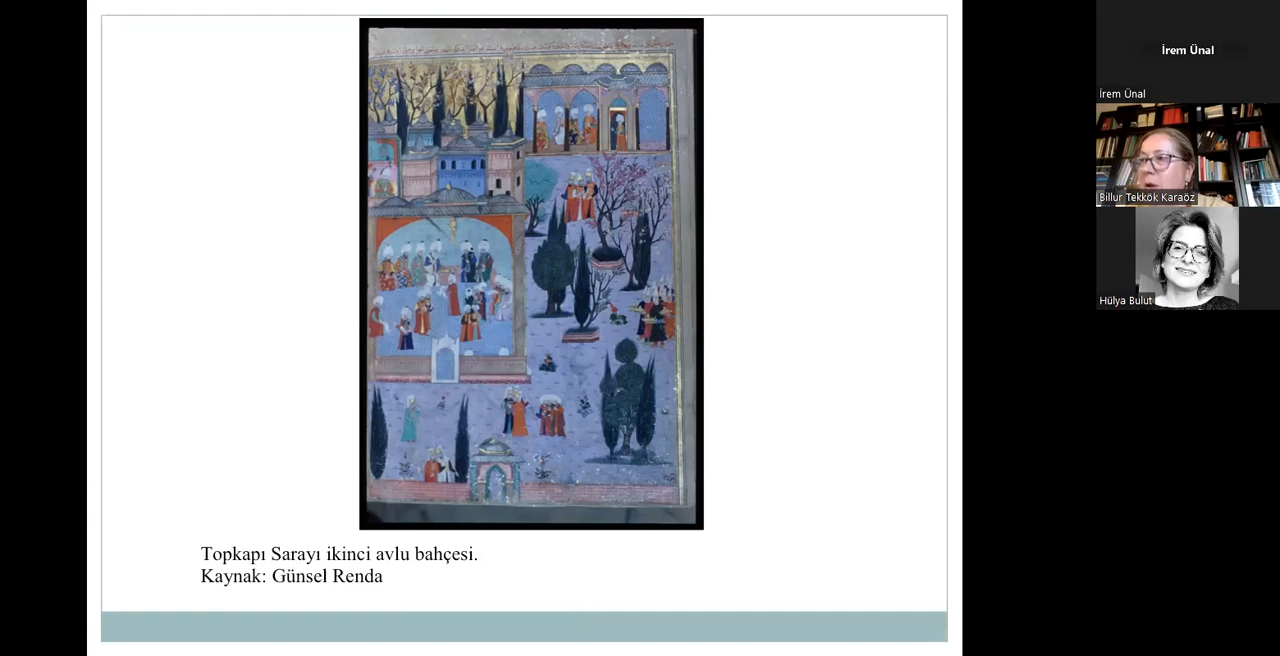 Topkapı Sarayı ikinci avlu bahçesi.
Kaynak: Günsel Renda
İrem Ünal
İrem Ünal
Billur Tekkök Karaöz
Hülya Bulut